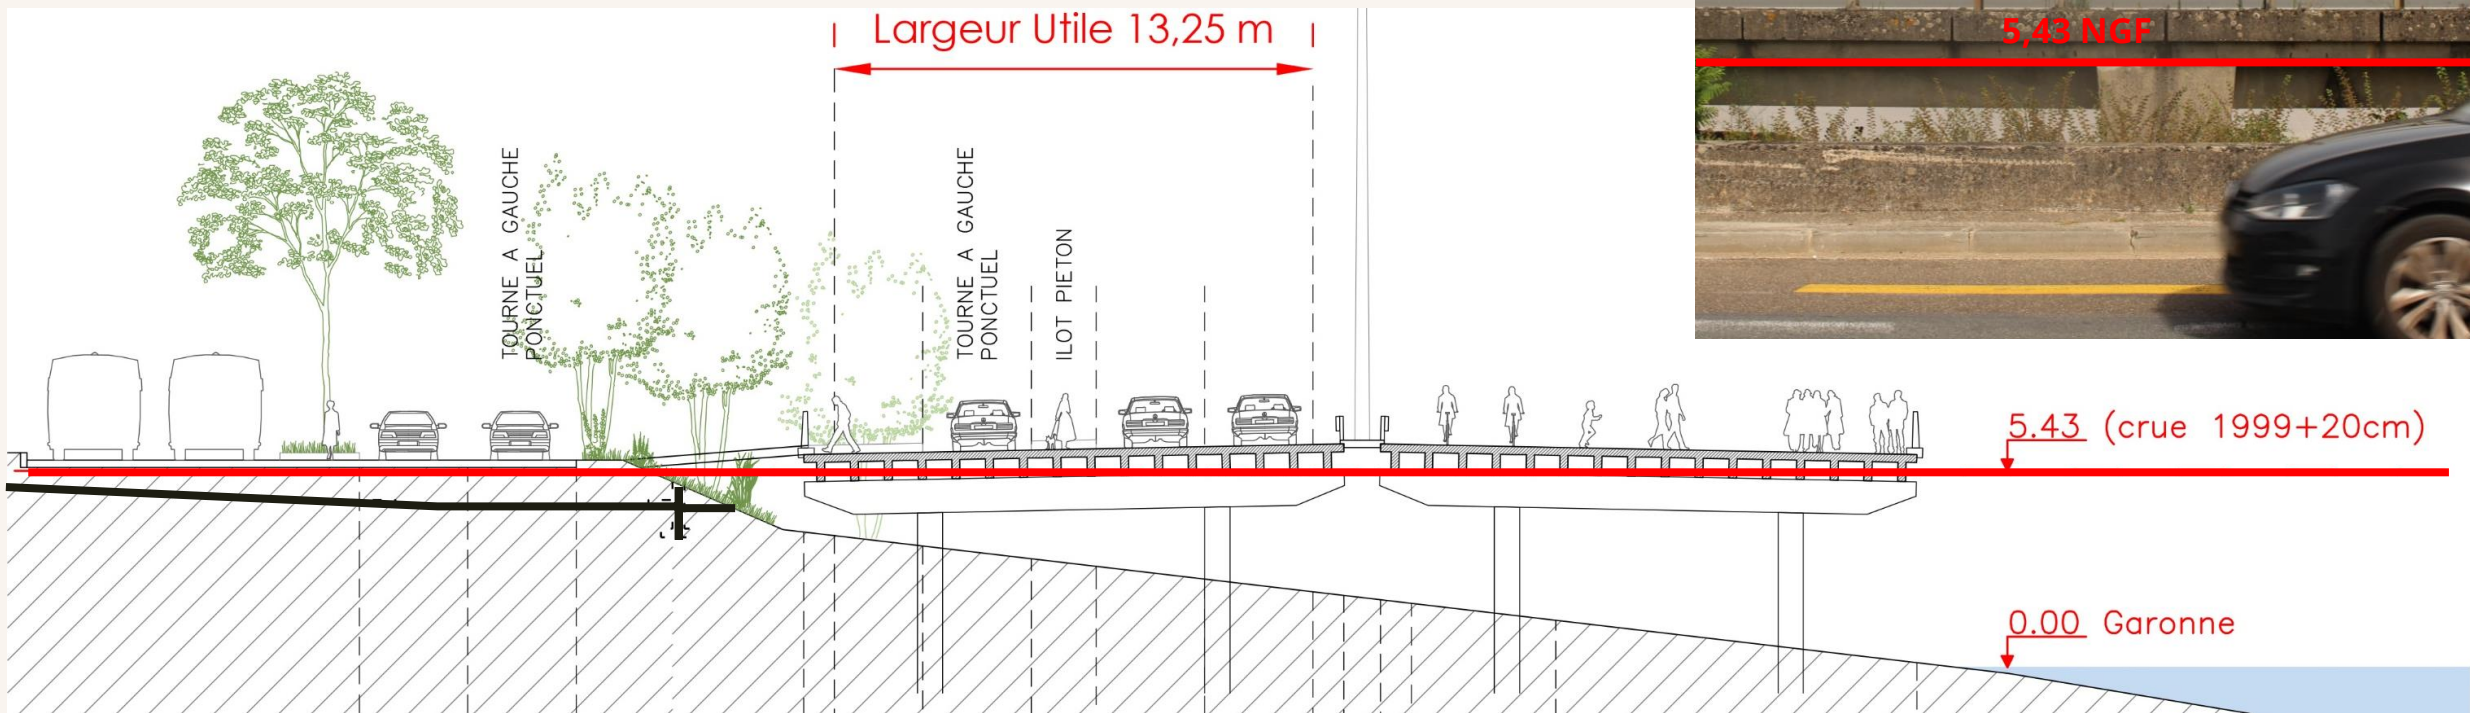 Largeur Utile 13,25 m
5,43 NGF
TOURNE A GAUCHE
PONCTUEL
TOURNE A GAUCHE
PONCTUEL
ILOT PIETON
5.43 (crue 1999+20cm)
0.00 Garonne